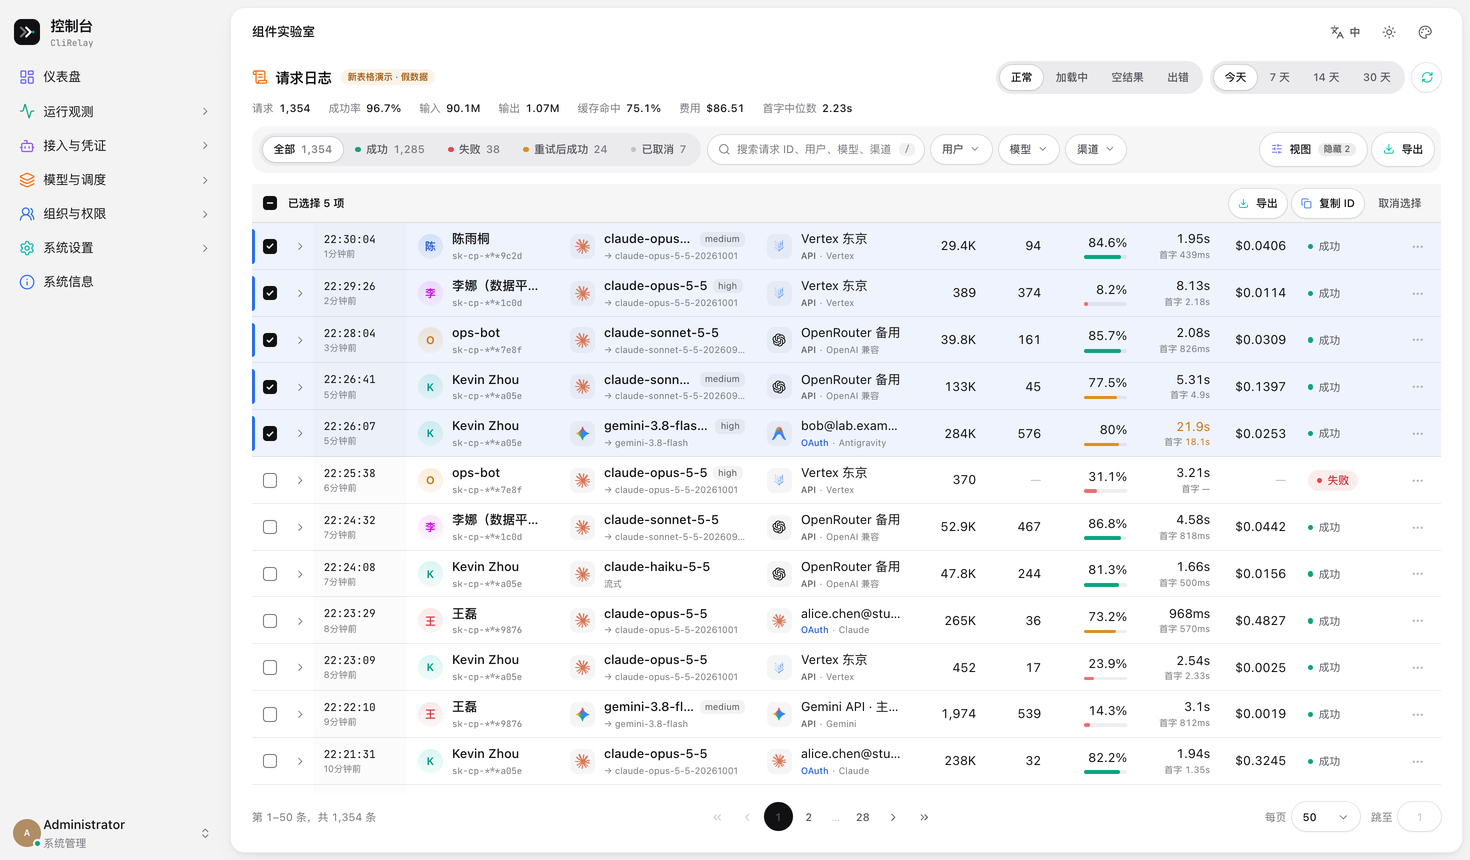 控制台
CliRelay
仪表盘
运行观测
接入与凭证
模型与调度
组织与权限
系统设置
系统信息
A
Administrator
系统管理
组件实验室
中
请求日志 新表格演示 · 假数据
正常 加载中 空结果 出错
今天 7 天 14 天 30 天
请求 1,354 成功率 96.7% 输入 90.1M 输出 1.07M 缓存命中 75.1% 费用 $86.51 首字中位数 2.23s
全部 1,354 成功 1,285 失败 38 重试后成功 24 已取消 7
搜索请求 ID、用户、模型、渠道 /
用户 模型 渠道
视图 隐藏 2 导出
已选择 5 项 导出 复制 ID 取消选择
22:30:04 陈 陈雨桐 claude-opus... medium Vertex 东京 29.4K 94 84.6% 1.95s $0.0406 成功 ...
1分钟前 sk-cp-***9c2d → claude-opus-5-5-20261001 API · Vertex 首字 439ms
22:29:26 李 李娜（数据平... claude-opus-5-5 high Vertex 东京 389 374 8.2% 8.13s $0.0114 成功 ...
2分钟前 sk-cp-***1c0d → claude-opus-5-5-20261001 API · Vertex 首字 2.18s
22:28:04 O ops-bot claude-sonnet-5-5 OpenRouter 备用 39.8K 161 85.7% 2.08s $0.0309 成功 ...
3分钟前 sk-cp-***7e8f → claude-sonnet-5-5-202609... API · OpenAI 兼容 首字 826ms
22:26:41 K Kevin Zhou claude-sonn... medium OpenRouter 备用 133K 45 77.5% 5.31s $0.1397 成功 ...
5分钟前 sk-cp-***a05e → claude-sonnet-5-5-202609... API · OpenAI 兼容 首字 4.9s
22:26:07 K Kevin Zhou gemini-3.8-flas... high bob@lab.exam... 284K 576 80% 21.9s $0.0253 成功 ...
5分钟前 sk-cp-***a05e → gemini-3.8-flash OAuth · Antigravity 首字 18.1s
22:25:38 O ops-bot claude-opus-5-5 high Vertex 东京 370 — 31.1% 3.21s — 失败 ...
6分钟前 sk-cp-***7e8f → claude-opus-5-5-20261001 API · Vertex 首字 —
22:24:32 李 李娜（数据平... claude-sonnet-5-5 OpenRouter 备用 52.9K 467 86.8% 4.58s $0.0442 成功 ...
7分钟前 sk-cp-***1c0d → claude-sonnet-5-5-202609... API · OpenAI 兼容 首字 818ms
22:24:08 K Kevin Zhou claude-haiku-5-5 OpenRouter 备用 47.8K 244 81.3% 1.66s $0.0156 成功 ...
7分钟前 sk-cp-***a05e 流式 API · OpenAI 兼容 首字 500ms
22:23:29 王 王磊 claude-opus-5-5 alice.chen@stu... 265K 36 73.2% 968ms $0.4827 成功 ...
8分钟前 sk-cp-***9876 → claude-opus-5-5-20261001 OAuth · Claude 首字 570ms
22:23:09 K Kevin Zhou claude-opus-5-5 Vertex 东京 452 17 23.9% 2.54s $0.0025 成功 ...
8分钟前 sk-cp-***a05e → claude-opus-5-5-20261001 API · Vertex 首字 2.33s
22:22:10 王 王磊 gemini-3.8-fl... medium Gemini API · 主... 1,974 539 14.3% 3.1s $0.0019 成功 ...
9分钟前 sk-cp-***9876 → gemini-3.8-flash API · Gemini 首字 812ms
22:21:31 K Kevin Zhou claude-opus-5-5 alice.chen@stu... 238K 32 82.2% 1.94s $0.3245 成功 ...
10分钟前 sk-cp-***a05e → claude-opus-5-5-20261001 OAuth · Claude 首字 1.35s
第 1–50 条，共 1,354 条 « ‹ 1 2 ... 28 › » 每页 50 跳至 1